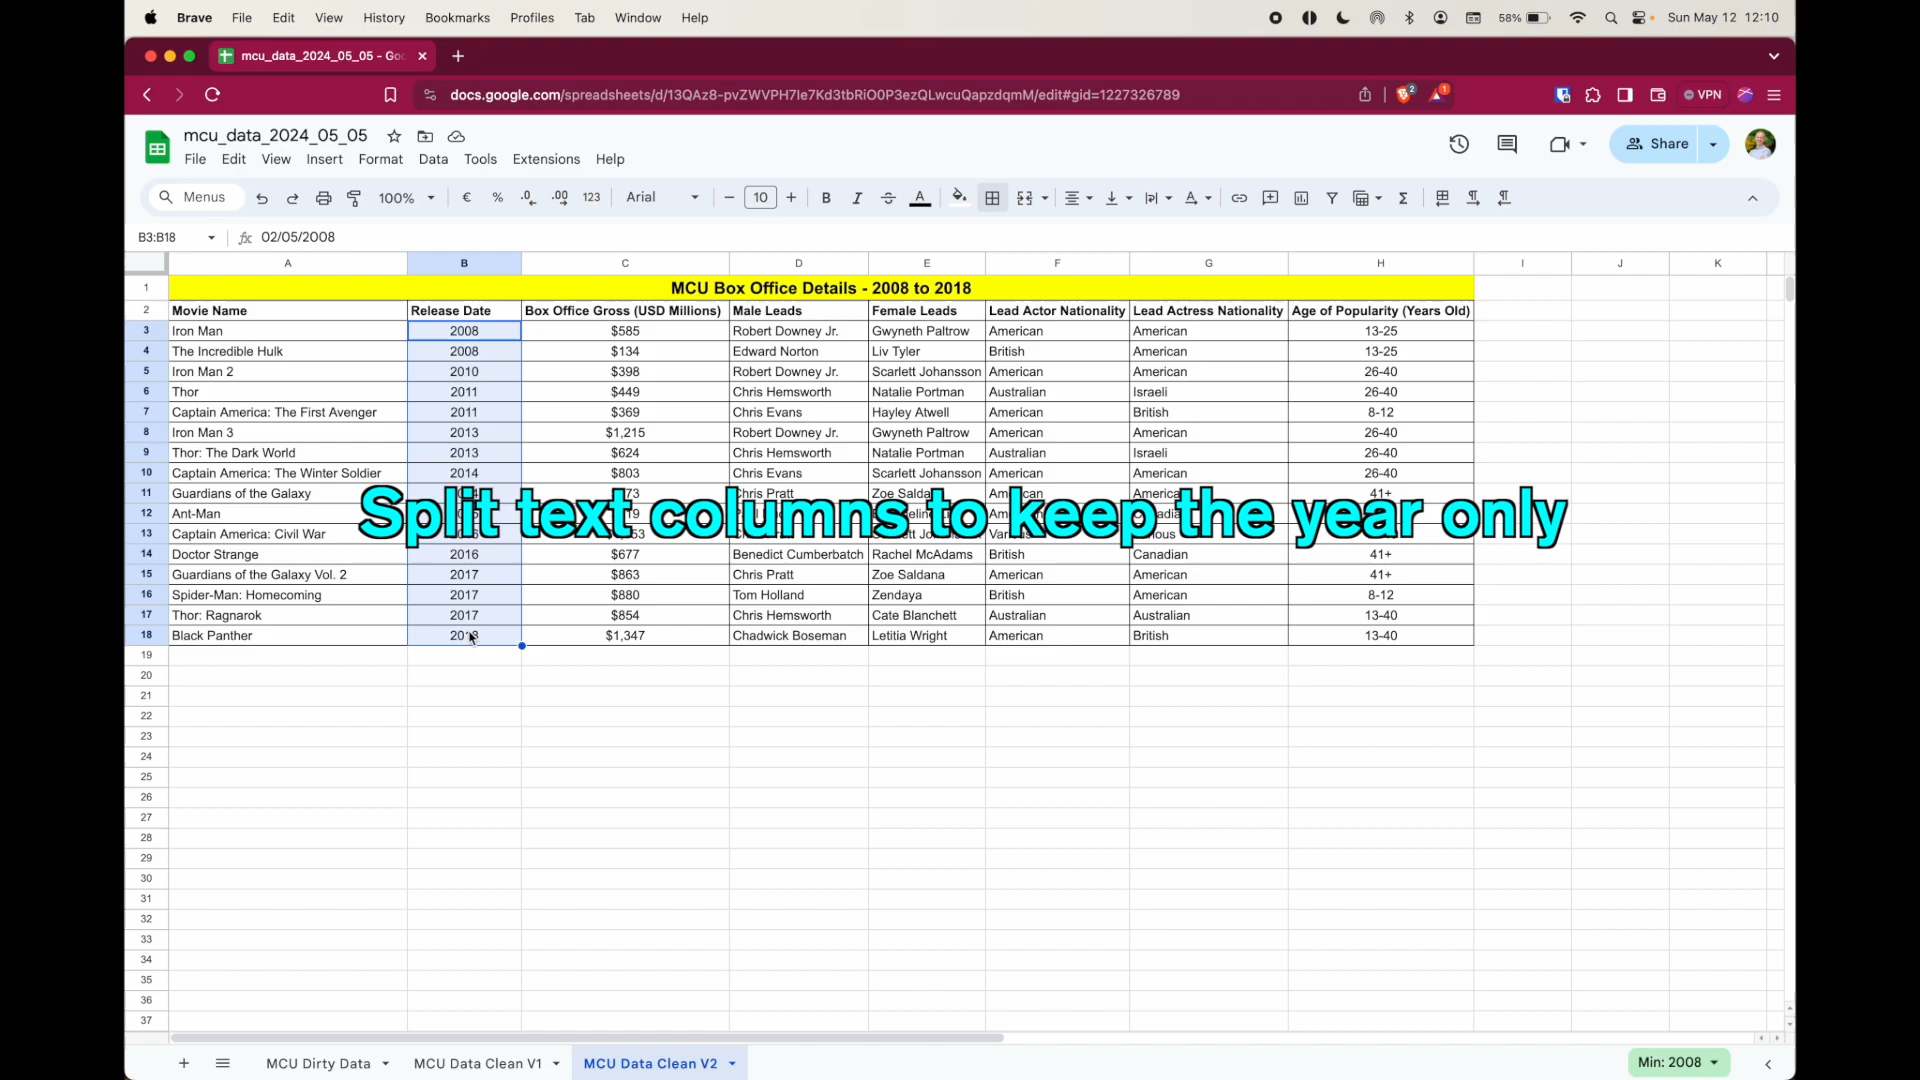 Brave File Edit View History Bookmarks Profiles Tab Window Help 58% Sun May 12 12:10
mcu_data_2024_05_05 - Goo
docs.google.com/spreadsheets/d/13QAz8-pvZWVPH7le7Kd3tbRiO0P3ezQLwcuQapzdqmM/edit#gid=1227326789 2 1 VPN
mcu_data_2024_05_05
File Edit View Insert Format Data Tools Extensions Help Share
Menus 100% € % .0 .00 123 Arial 10 B I A
B3:B18 fx 02/05/2008
A B C D E F G H I J K
1 MCU Box Office Details - 2008 to 2018
2 Movie Name Release Date Box Office Gross (USD Millions) Male Leads Female Leads Lead Actor Nationality Lead Actress Nationality Age of Popularity (Years Old)
3 Iron Man 2008 $585 Robert Downey Jr. Gwyneth Paltrow American American 13-25
4 The Incredible Hulk 2008 $134 Edward Norton Liv Tyler British American 13-25
5 Iron Man 2 2010 $398 Robert Downey Jr. Scarlett Johansson American American 26-40
6 Thor 2011 $449 Chris Hemsworth Natalie Portman Australian Israeli 26-40
7 Captain America: The First Avenger 2011 $369 Chris Evans Hayley Atwell American British 8-12
8 Iron Man 3 2013 $1,215 Robert Downey Jr. Gwyneth Paltrow American American 26-40
9 Thor: The Dark World 2013 $624 Chris Hemsworth Natalie Portman Australian Israeli 26-40
10 Captain America: The Winter Soldier 2014 $803 Chris Evans Scarlett Johansson American American 26-40
11 Guardians of the Galaxy Chris Pratt Zoe 41+
12 Ant-Man
Split text columns to keep the year only
13 Captain America: Civil War
14 Doctor Strange 2016 $677 Benedict Cumberbatch Rachel McAdams British Canadian 41+
15 Guardians of the Galaxy Vol. 2 2017 $863 Chris Pratt Zoe Saldana American American 41+
16 Spider-Man: Homecoming 2017 $880 Tom Holland Zendaya British American 8-12
17 Thor: Ragnarok 2017 $854 Chris Hemsworth Cate Blanchett Australian Australian 13-40
18 Black Panther 2018 $1,347 Chadwick Boseman Letitia Wright American British 13-40
19
20
21
22
23
24
25
26
27
28
29
30
31
32
33
34
35
36
37
MCU Dirty Data MCU Data Clean V1 MCU Data Clean V2 Min: 2008